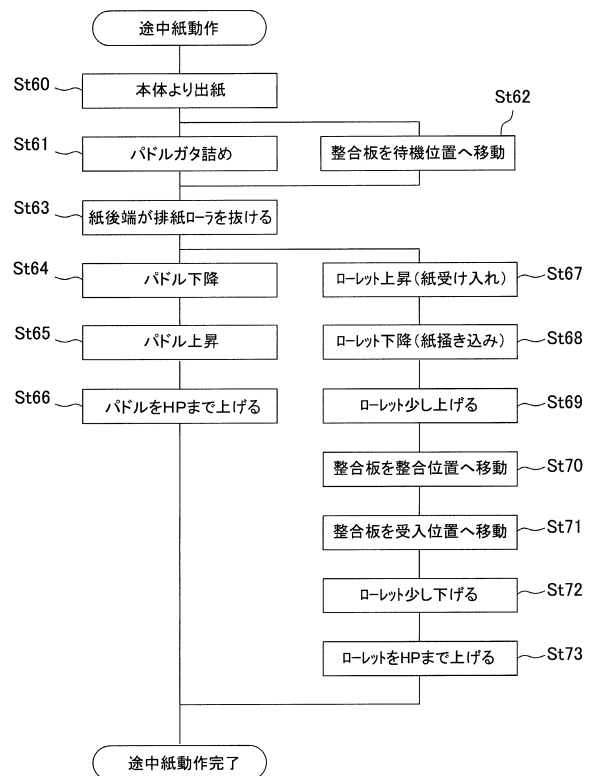 途中紙動作
St60
本体より出紙
St62
St61
パドルガタ詰め
整合板を待機位置へ移動
St63
紙後端が排紙ローラを抜ける
St64
パドル下降
ローレット上昇(紙受け入れ)
St67
St65
パドル上昇
ローレット下降(紙掻き込み)
St68
St66
パドルをHPまで上げる
ローレット少し上げる
St69
整合板を整合位置へ移動
St70
整合板を受入位置へ移動
St71
ローレット少し下げる
St72
ローレットをHPまで上げる
St73
途中紙動作完了